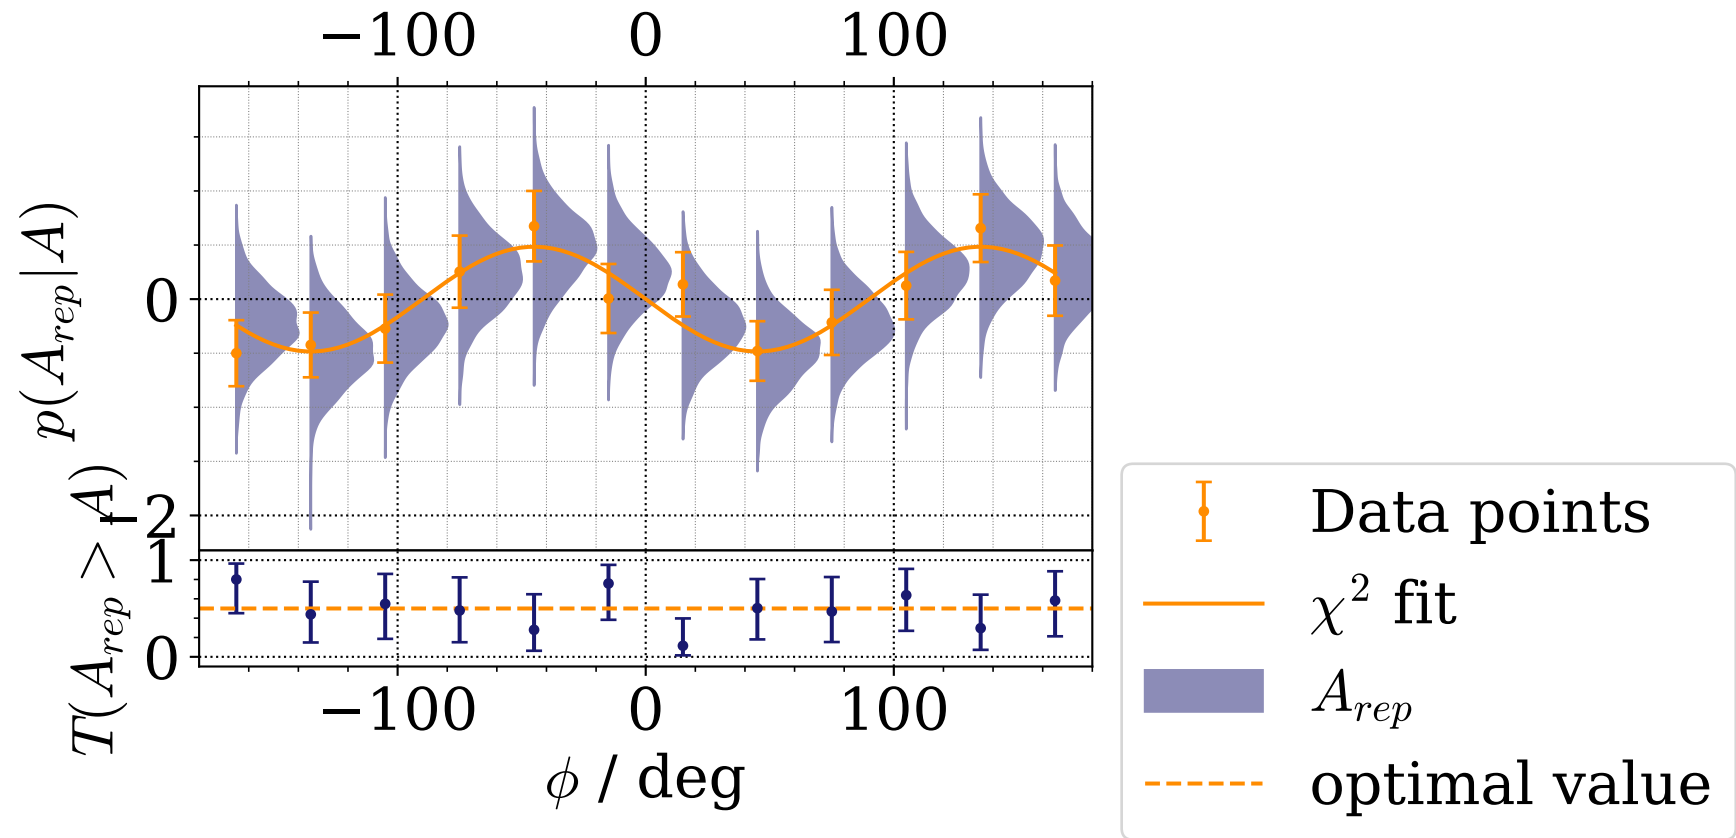 −100 0 100
p(A_rep|A)
0
−2
T(A_rep > A)
1
0
−100 0 100
ϕ / deg
Data points
χ² fit
A_rep
optimal value